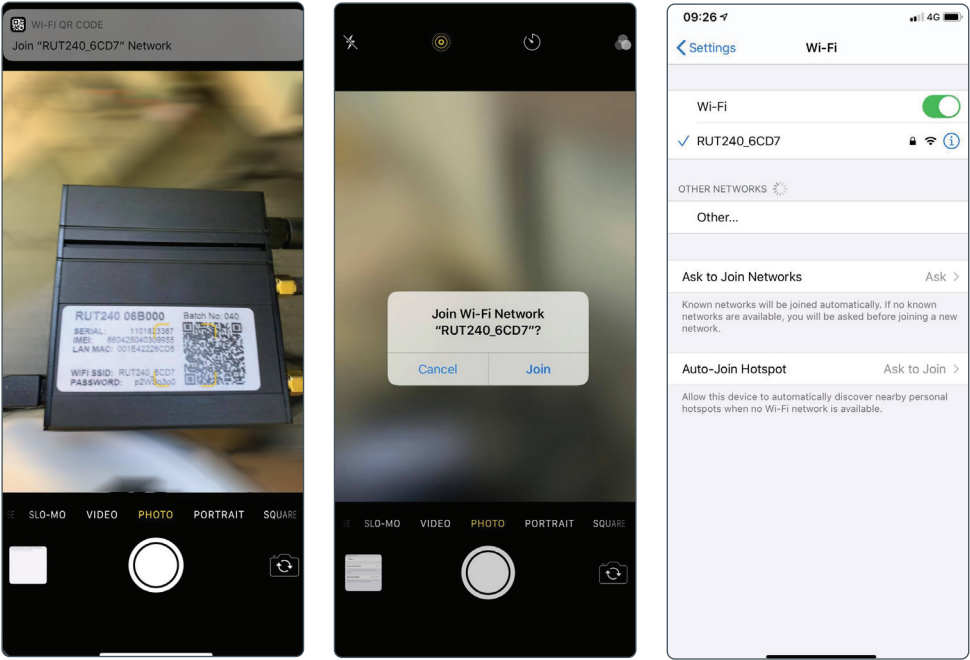 WI-FI QR CODE
Join "RUT240_6CD7" Network
RUT240 06B000
Batch No: 040
SERIAL:
IMEI:
LAN MAC: 001E42226CD5
WIFI SSID: RUT240_6CD7
PASSWORD:
SLO-MO VIDEO PHOTO PORTRAIT SQUARE
Join Wi-Fi Network
"RUT240_6CD7"?
Cancel Join
SLO-MO VIDEO PHOTO PORTRAIT SQUARE
09:26 4G
Settings Wi-Fi
Wi-Fi
RUT240_6CD7
OTHER NETWORKS
Other...
Ask to Join Networks Ask
Known networks will be joined automatically. If no known
networks are available, you will be asked before joining a new
network.
Auto-Join Hotspot Ask to Join
Allow this device to automatically discover nearby personal
hotspots when no Wi-Fi network is available.